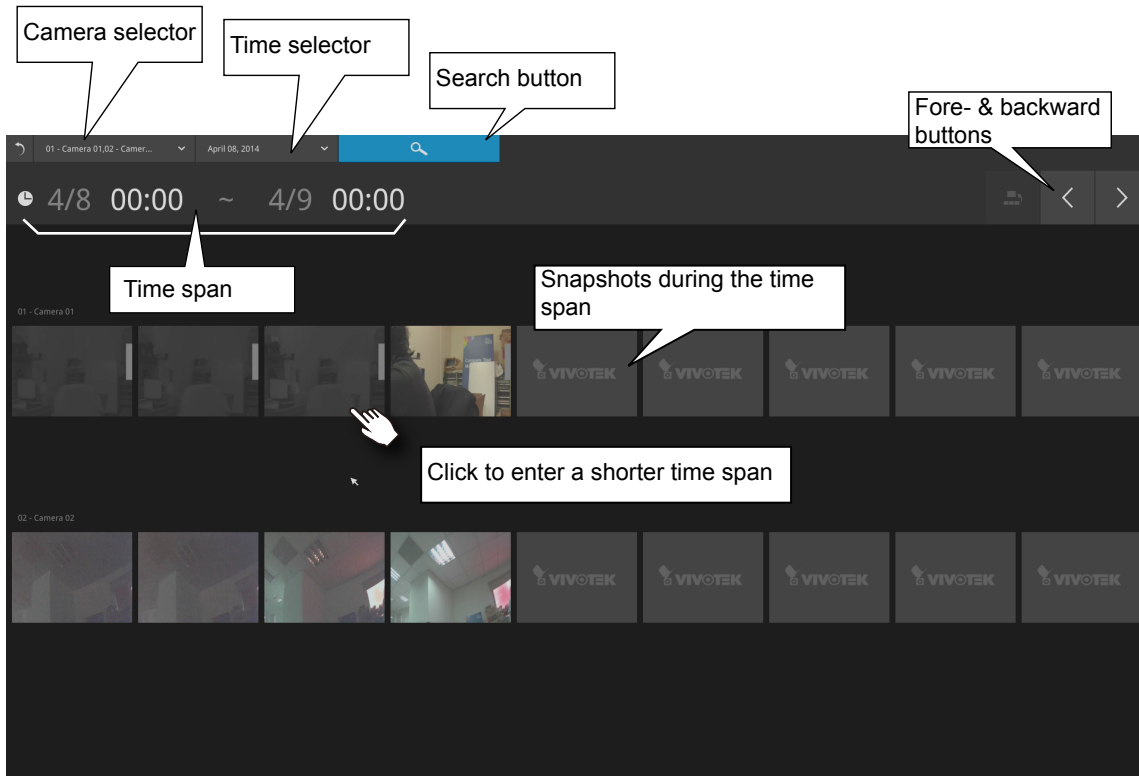 Camera selector
Time selector
Search button
Fore- & backward
buttons
01 - Camera 01,02 - Camer...
April 08, 2014
4/8 00:00 ~ 4/9 00:00
Time span
Snapshots during the time
span
01 - Camera 01
VIVOTEK
VIVOTEK
VIVOTEK
VIVOTEK
VIVOTEK
Click to enter a shorter time span
02 - Camera 02
VIVOTEK
VIVOTEK
VIVOTEK
VIVOTEK
VIVOTEK